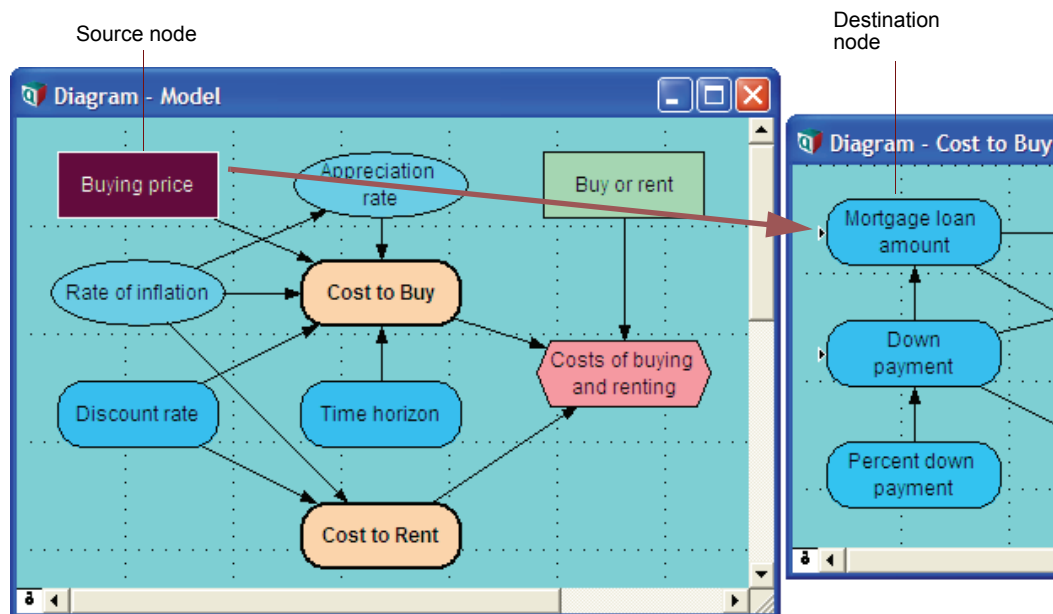 Source node
Destination
node
Diagram - Model
Buying price
Appreciation
rate
Buy or rent
Rate of inflation
Cost to Buy
Costs of buying
and renting
Discount rate
Time horizon
Cost to Rent
Diagram - Cost to Buy
Mortgage loan
amount
Down
payment
Percent down
payment